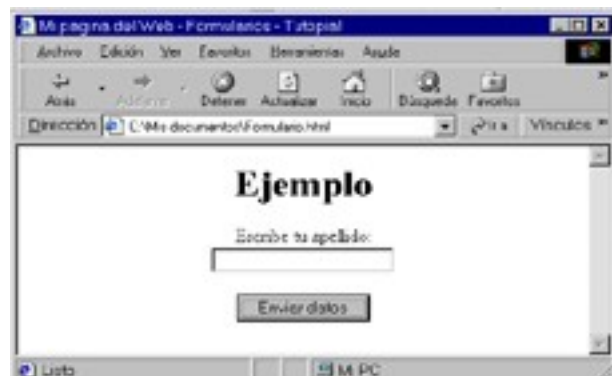 Mi pagina del Web - Formularios - Tutorial
Archivo Edición Ver Favoritos Herramientas Ayuda
Atrás Adelante Detener Actualizar Inicio Búsqueda Favoritos
Dirección C:\Mis documentos\Formulario.html Ir a Vínculos
Ejemplo
Escribe tu apellido:
Enviar datos
Listo Mi PC